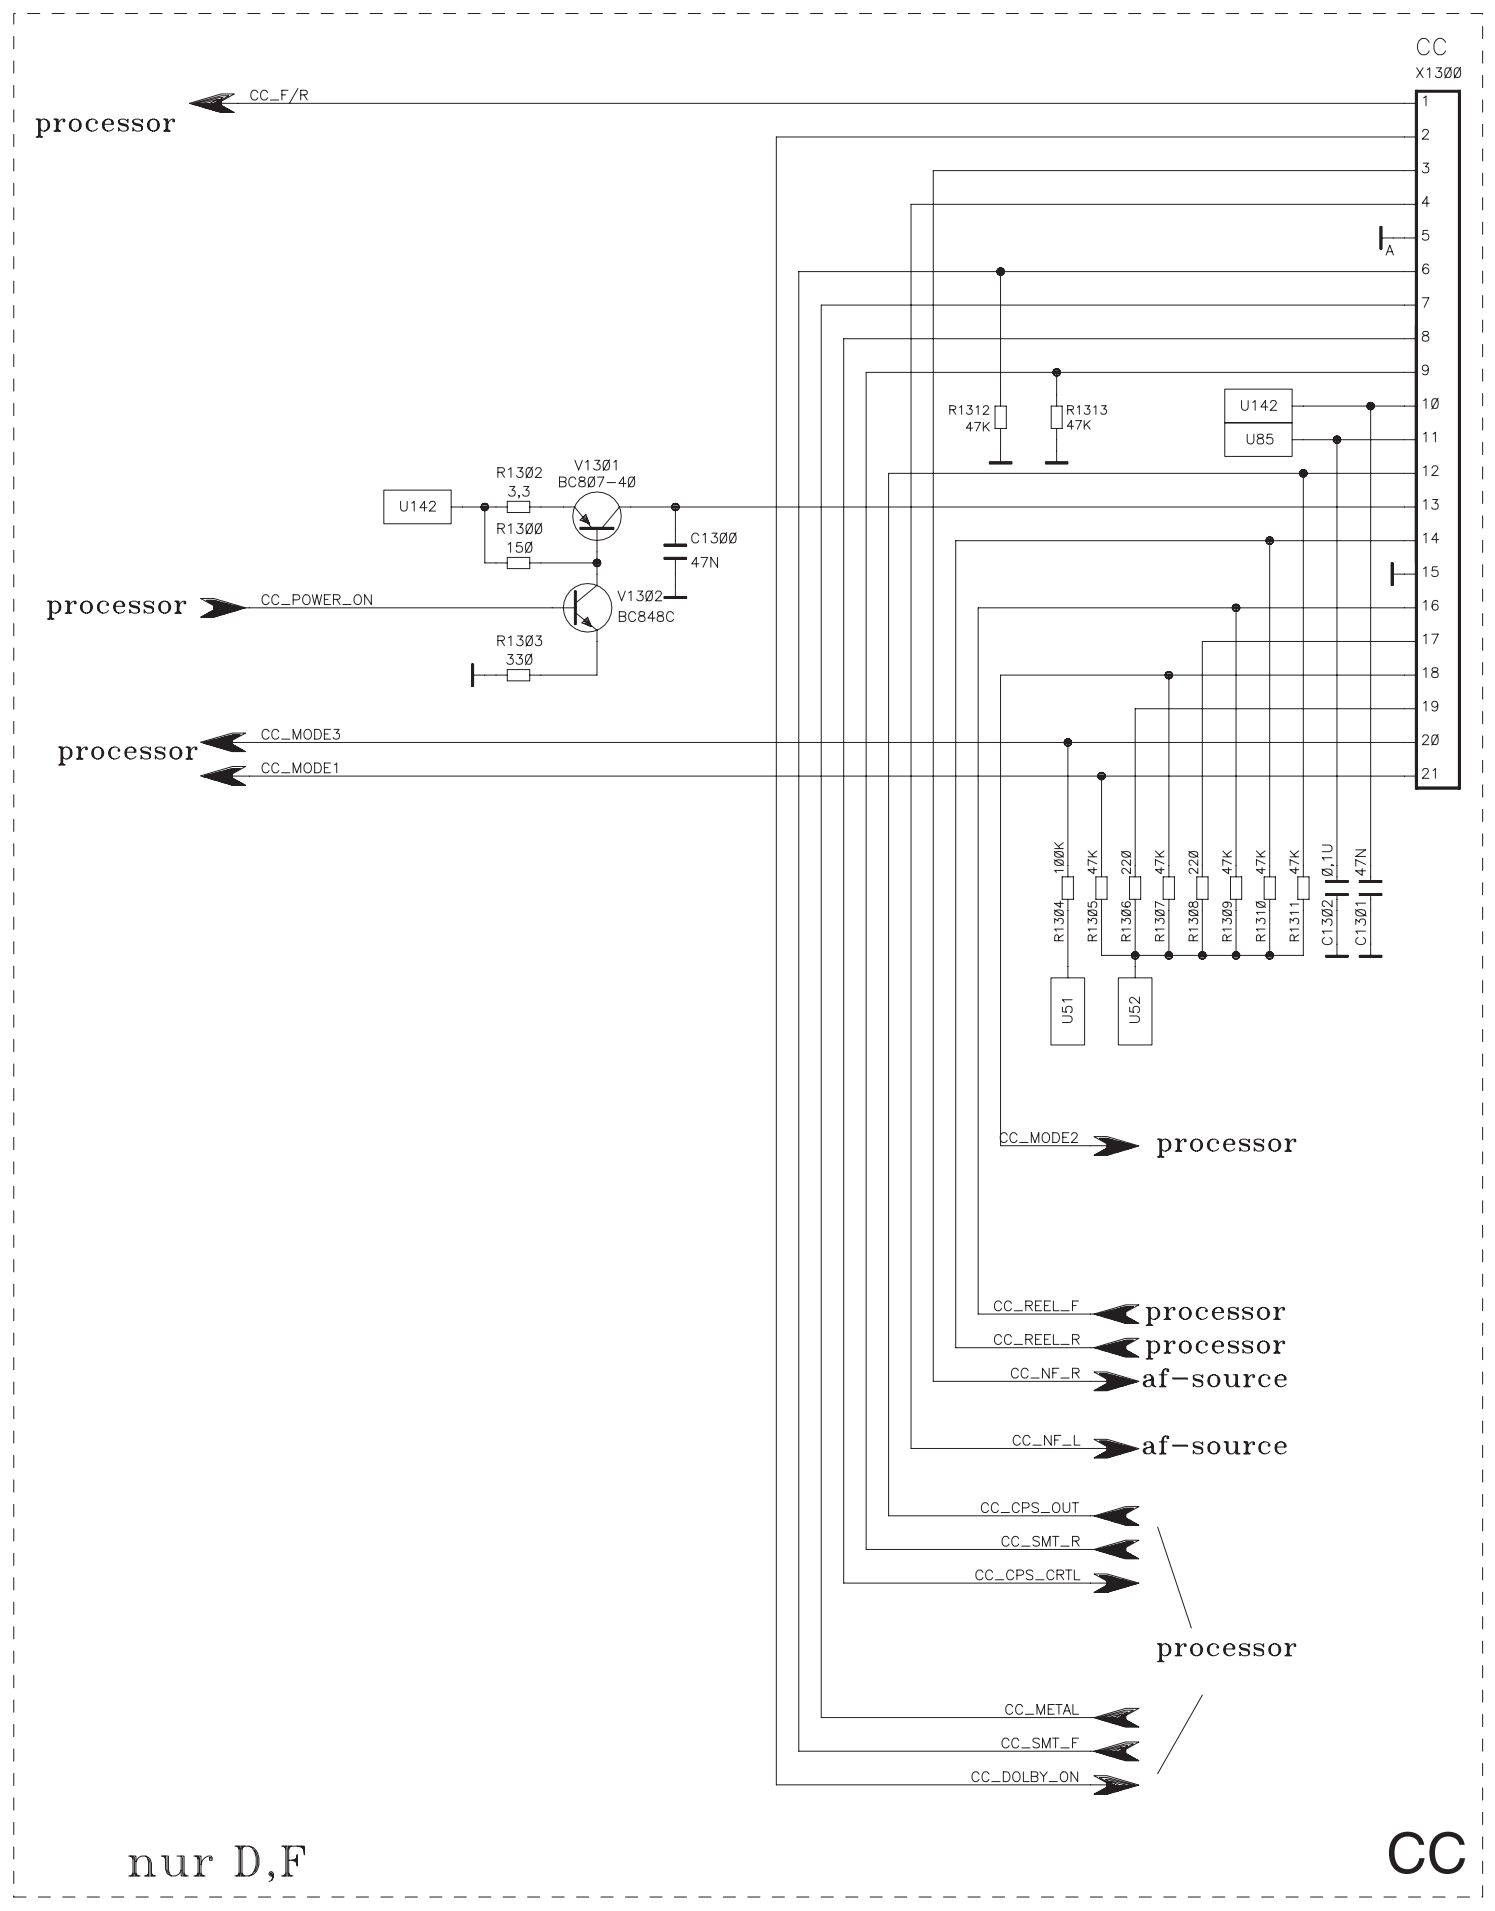 CC
X13ØØ
CC_F/R
processor
1
2
3
4
5
A
6
7
8
9
1Ø
11
12
13
14
15
16
17
18
19
2Ø
21
R1312
47K
R1313
47K
U142
U85
V13Ø1
BC8Ø7-4Ø
R13Ø2
3,3
U142
R13ØØ
15Ø
C13ØØ
47N
processor
CC_POWER_ON
V13Ø2
BC848C
R13Ø3
33Ø
processor
CC_MODE3
CC_MODE1
R13Ø4 1ØØK
R13Ø5 47K
R13Ø6 22Ø
R13Ø7 47K
R13Ø8 22Ø
R13Ø9 47K
R131Ø 47K
R1311 47K
C13Ø2 Ø,1U
C13Ø1 47N
U51
U52
CC_MODE2 processor
CC_REEL_F processor
CC_REEL_R processor
CC_NF_R af-source
CC_NF_L af-source
CC_CPS_OUT
CC_SMT_R
CC_CPS_CRTL
processor
CC_METAL
CC_SMT_F
CC_DOLBY_ON
nur D,F
CC